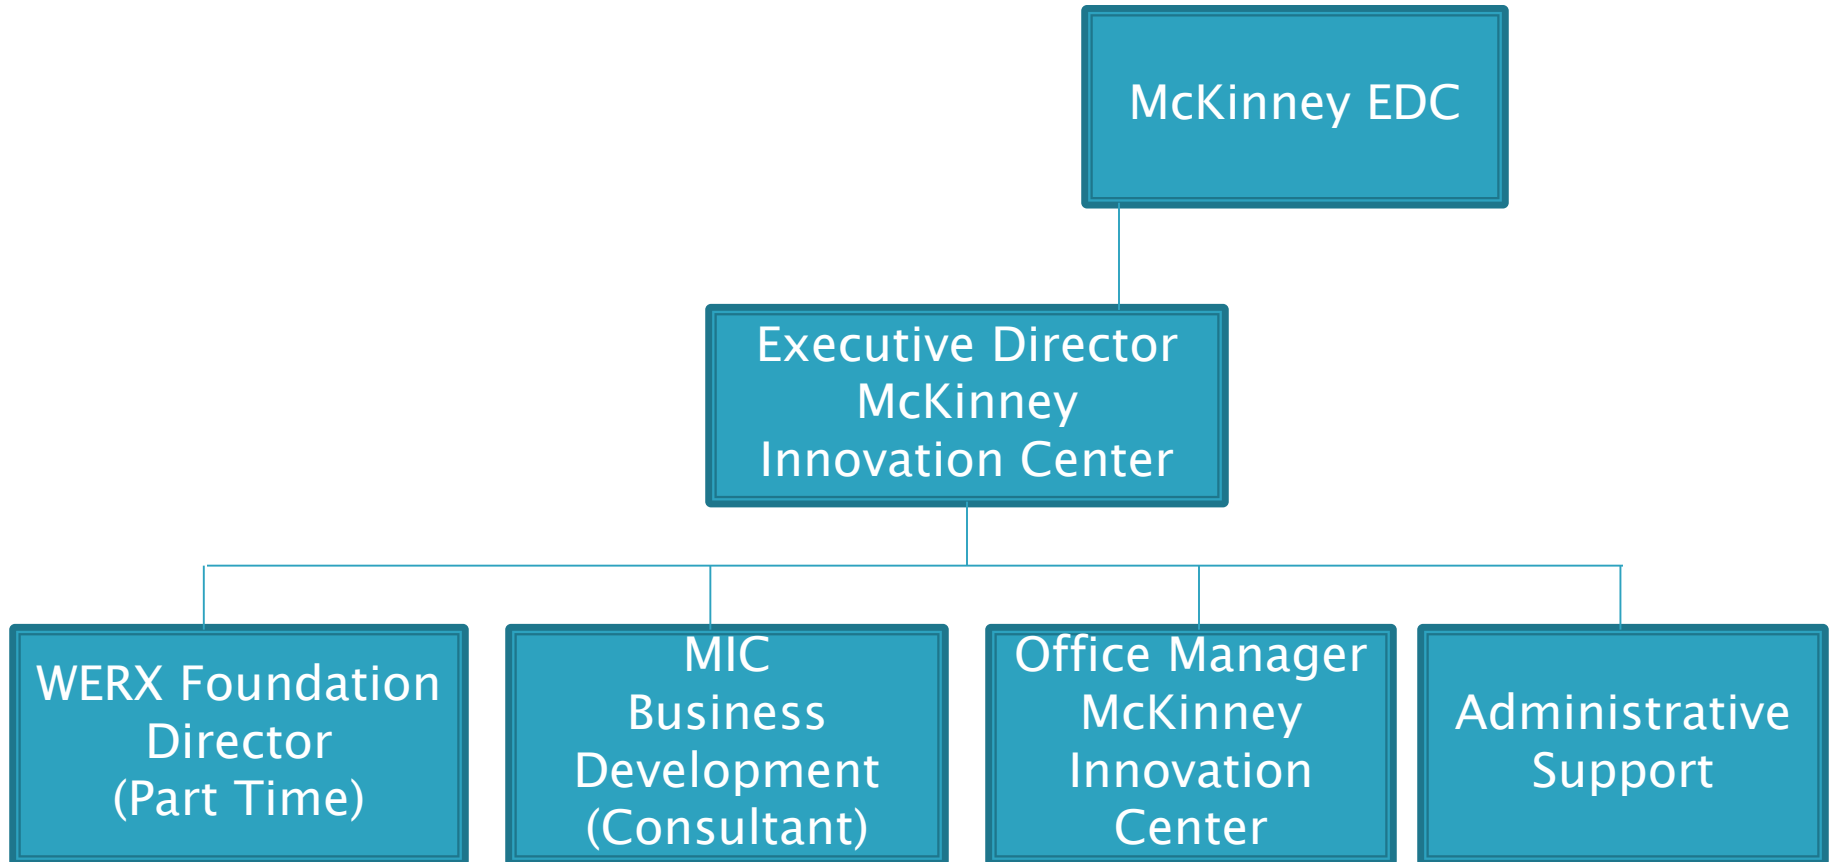 McKinney EDC
Executive Director
McKinney
Innovation Center
WERX Foundation
Director
(Part Time)
MIC
Business
Development
(Consultant)
Office Manager
McKinney
Innovation
Center
Administrative
Support